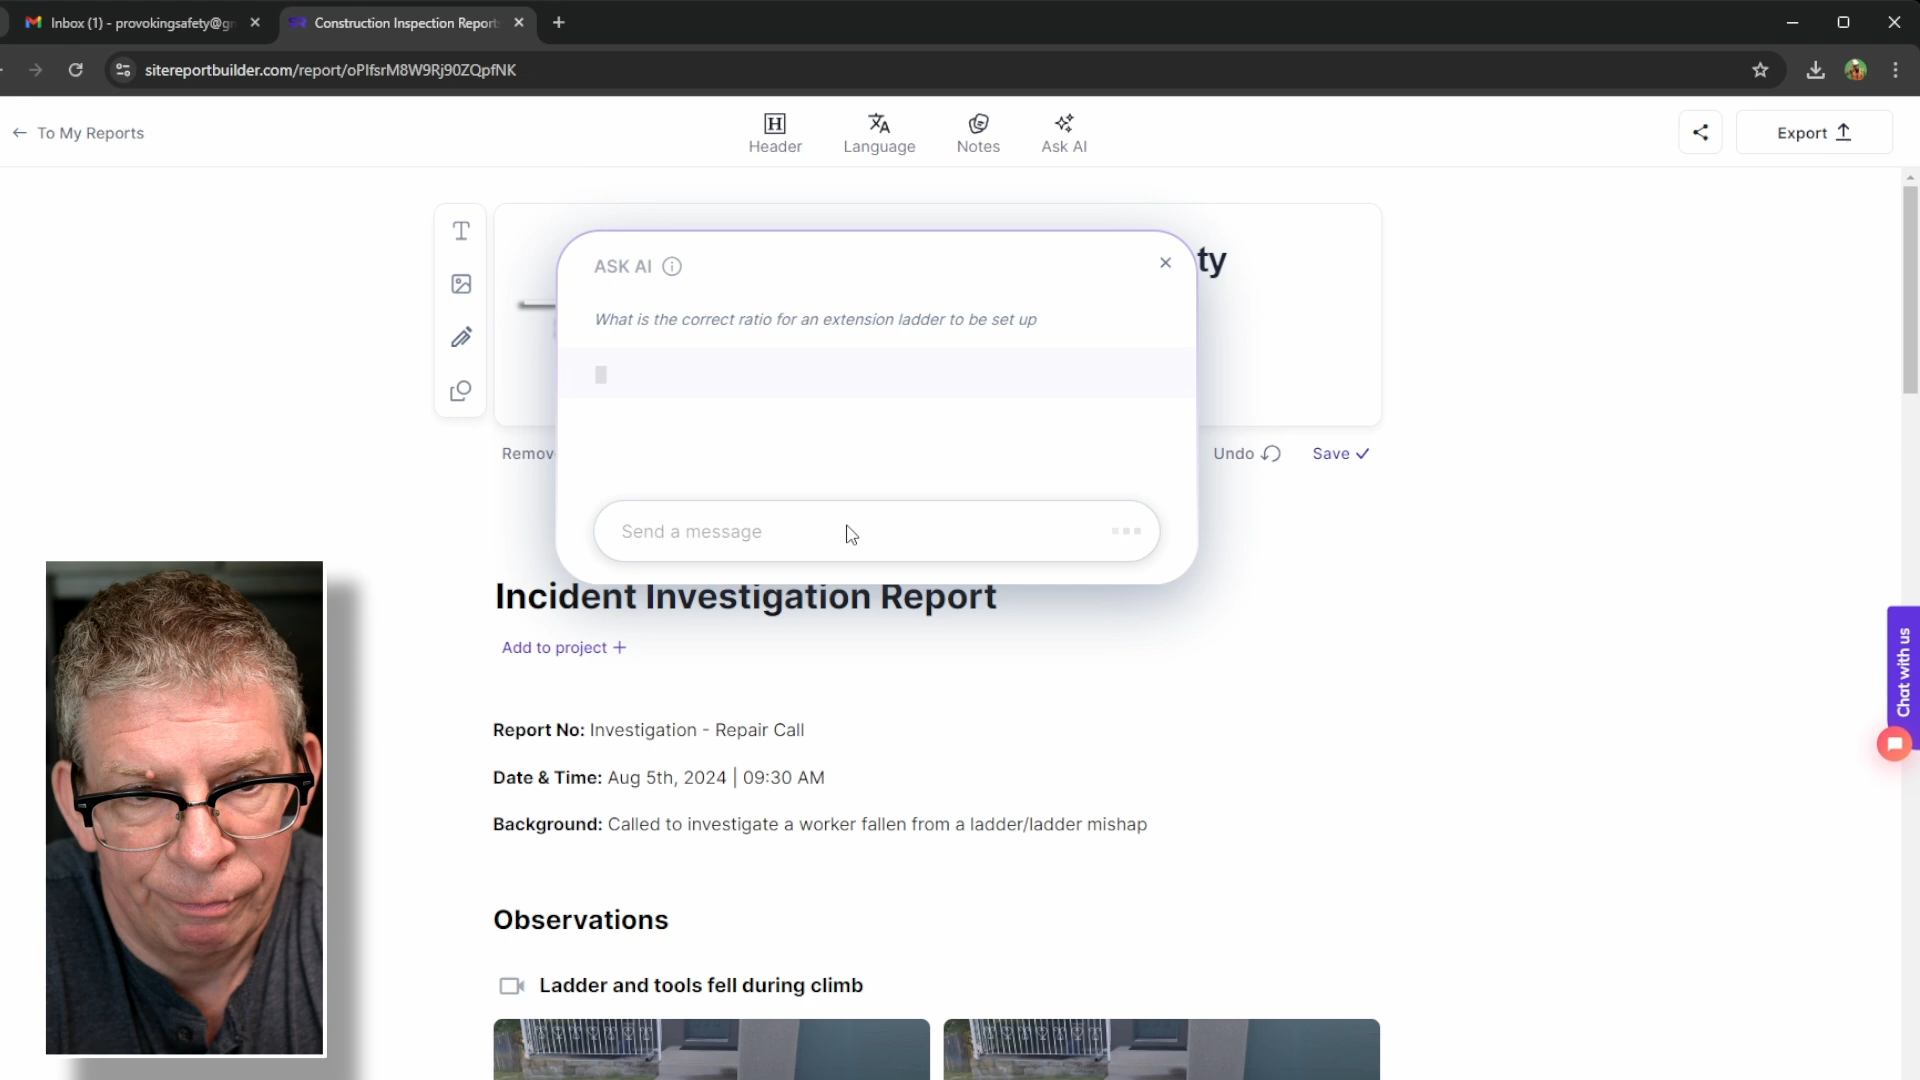 Inbox (1) - provokingsafety@g
Construction Inspection Report
sitereportbuilder.com/report/oPIfsrM8W9Rj90ZQpfNK
To My Reports
Header
Language
Notes
Ask AI
Export
ASK AI
ty
What is the correct ratio for an extension ladder to be set up
Remov
Undo
Save
Send a message
Incident Investigation Report
Add to project +
Report No: Investigation - Repair Call
Date & Time: Aug 5th, 2024 | 09:30 AM
Background: Called to investigate a worker fallen from a ladder/ladder mishap
Observations
Ladder and tools fell during climb
Chat with us